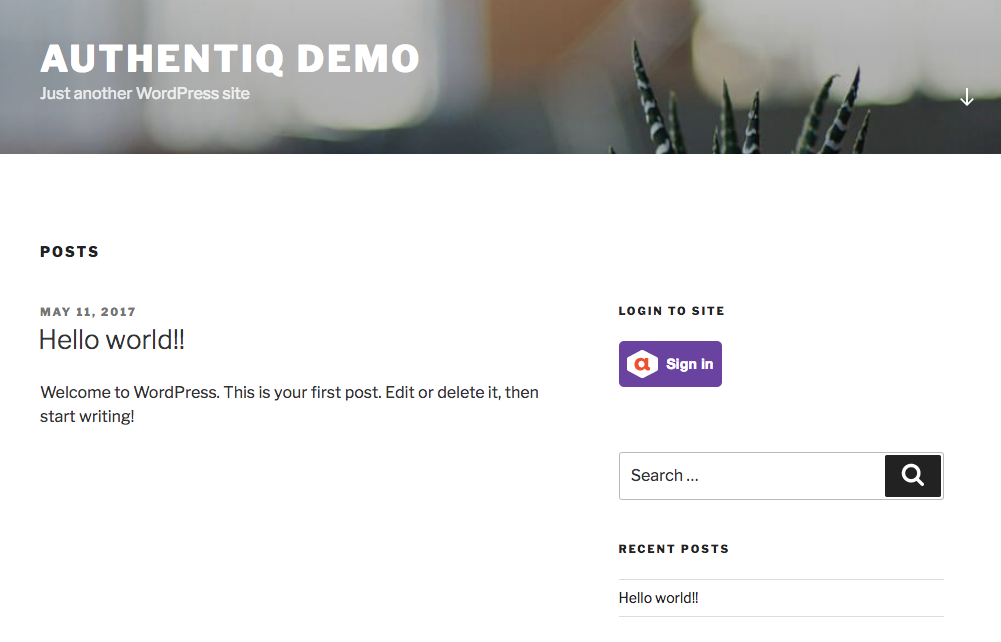 AUTHENTIQ DEMO
Just another WordPress site
POSTS
MAY 11, 2017
Hello world!!
Welcome to WordPress. This is your first post. Edit or delete it, then
start writing!
LOGIN TO SITE
a Sign in
Search …
RECENT POSTS
Hello world!!